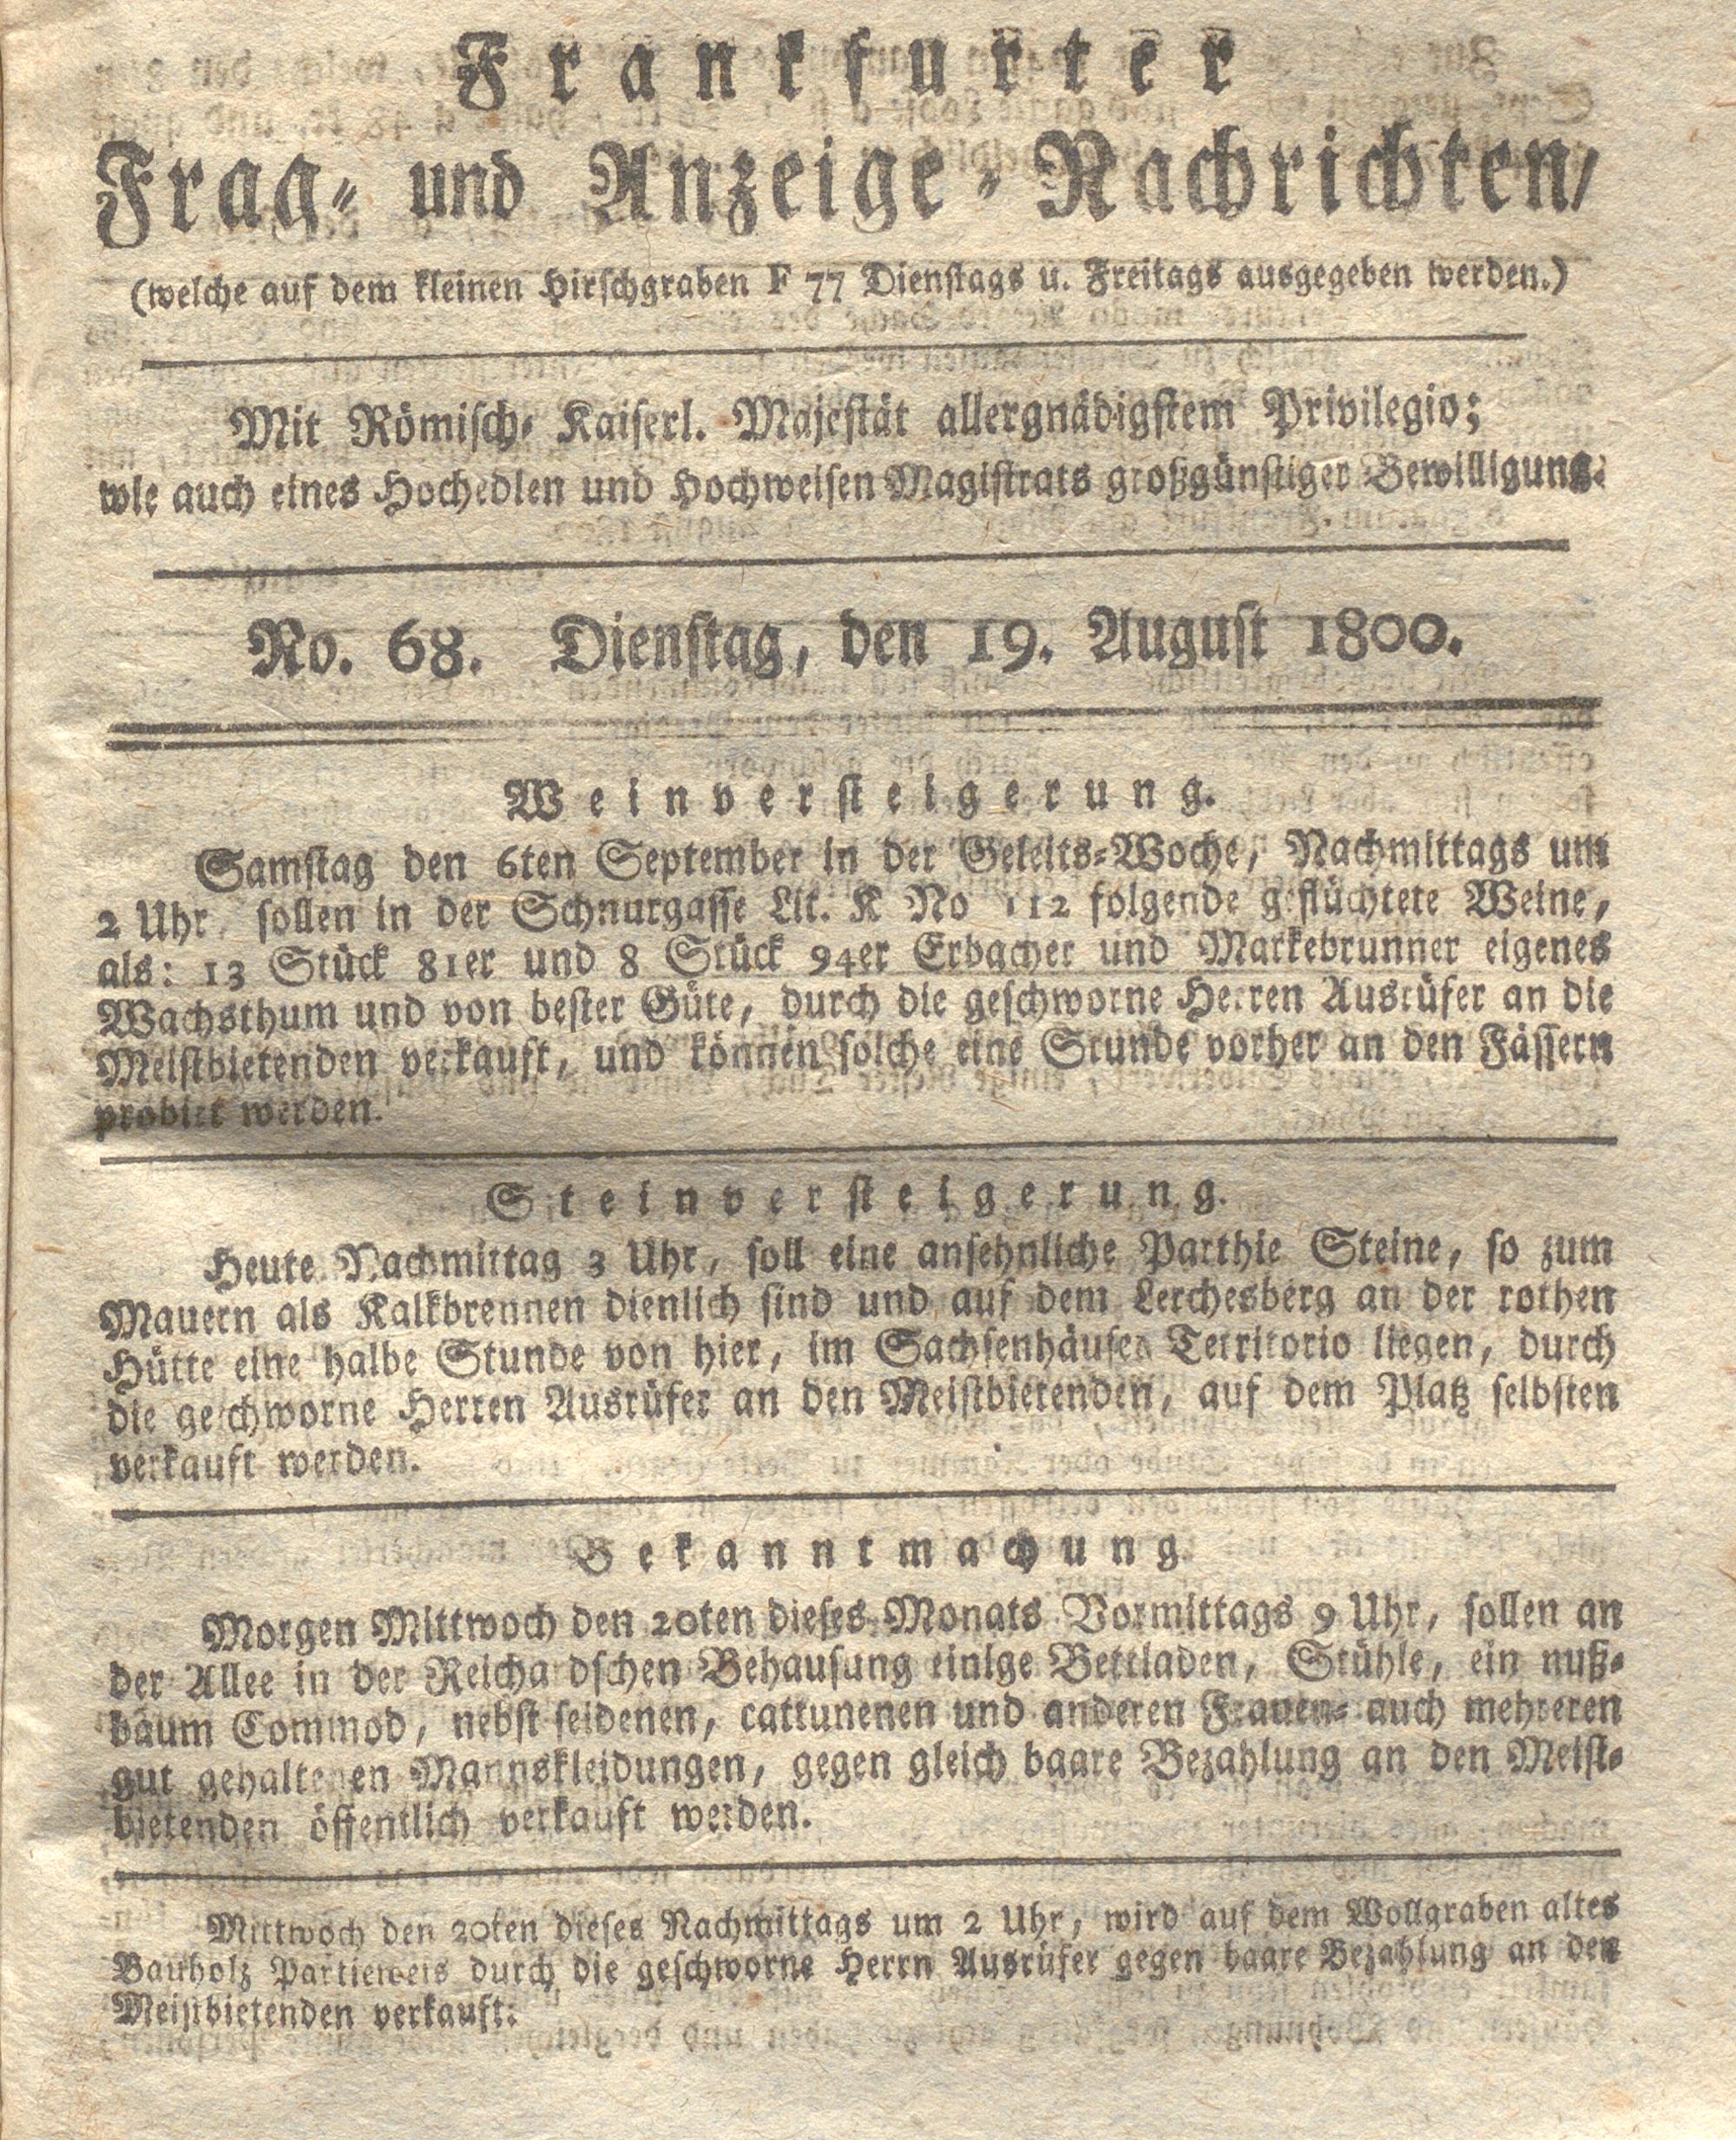 Frankfurter
Frag- und Anzeige-Nachrichten,
(welche auf dem kleinen Hirschgraben F 77 Dienstags u. Freitags ausgegeben werden.)
Mit Römisch-Kaiserl. Majestät allergnädigstem Privilegio;
wie auch eines Hochedlen und Hochweisen Magistrats großgünstiger Bewilligung.
No. 68. Dienstag, den 19. August 1800.
Weinversteigerung.
Samstag den 6ten September in der Geleits-Woche, Nachmittags um
2 Uhr, sollen in der Schnurgasse Lit. K No 112 folgende geflüchtete Weine,
als: 13 Stück 81er und 8 Stück 94er Erbacher und Markebrunner eigenes
Wachsthum und von bester Güte, durch die geschworne Herren Ausrüfer an die
Meistbietenden verkauft, und können solche eine Stunde vorher an den Fässern
probirt werden.
Steinversteigerung.
Heute Nachmittag 3 Uhr, soll eine ansehnliche Parthie Steine, so zum
Mauern als Kalkbrennen dienlich sind und auf dem Lerchesberg an der rothen
Hütte eine halbe Stunde von hier, im Sachsenhäuser Territorio liegen, durch
die geschworne Herren Ausrüfer an den Meistbietenden, auf dem Platz selbsten
verkauft werden.
Bekanntmachung
Morgen Mittwoch den 20ten dieses Monats Vormittags 9 Uhr, sollen an
der Allee in der Reichardschen Behausung einige Bettladen, Stühle, ein nuß-
baum Commod, nebst seidenen, cattunenen und anderen Frauen- auch mehreren
gut gehaltenen Mannskleidungen, gegen gleich baare Bezahlung an den Meist-
bietenden öffentlich verkauft werden.
Mittwoch den 20ten dieses Nachmittags um 2 Uhr, wird auf dem Wollgraben altes
Bauholz Partieweis durch die geschworne Herrn Ausrüfer gegen baare Bezahlung an den
Meistbietenden verkauft: